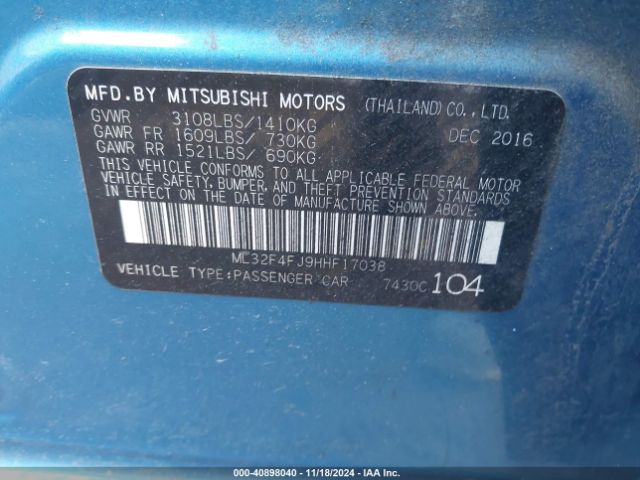 MFD.BY MITSUBISHI MOTORS (THAILAND) CO., LTD.
GVWR 3108LBS/1410KG DEC 2016
GAWR FR 1609LBS/ 730KG
GAWR RR 1521LBS/ 690KG
THIS VEHICLE CONFORMS TO ALL APPLICABLE FEDERAL MOTOR
VEHICLE SAFETY, BUMPER, AND THEFT PREVENTION STANDARDS
IN EFFECT ON THE DATE OF MANUFACTURE SHOWN ABOVE.
ML32F4FJ9HHF17038
VEHICLE TYPE:PASSENGER CAR 7430C 104
000-40898040 - 11/18/2024 - IAA Inc.